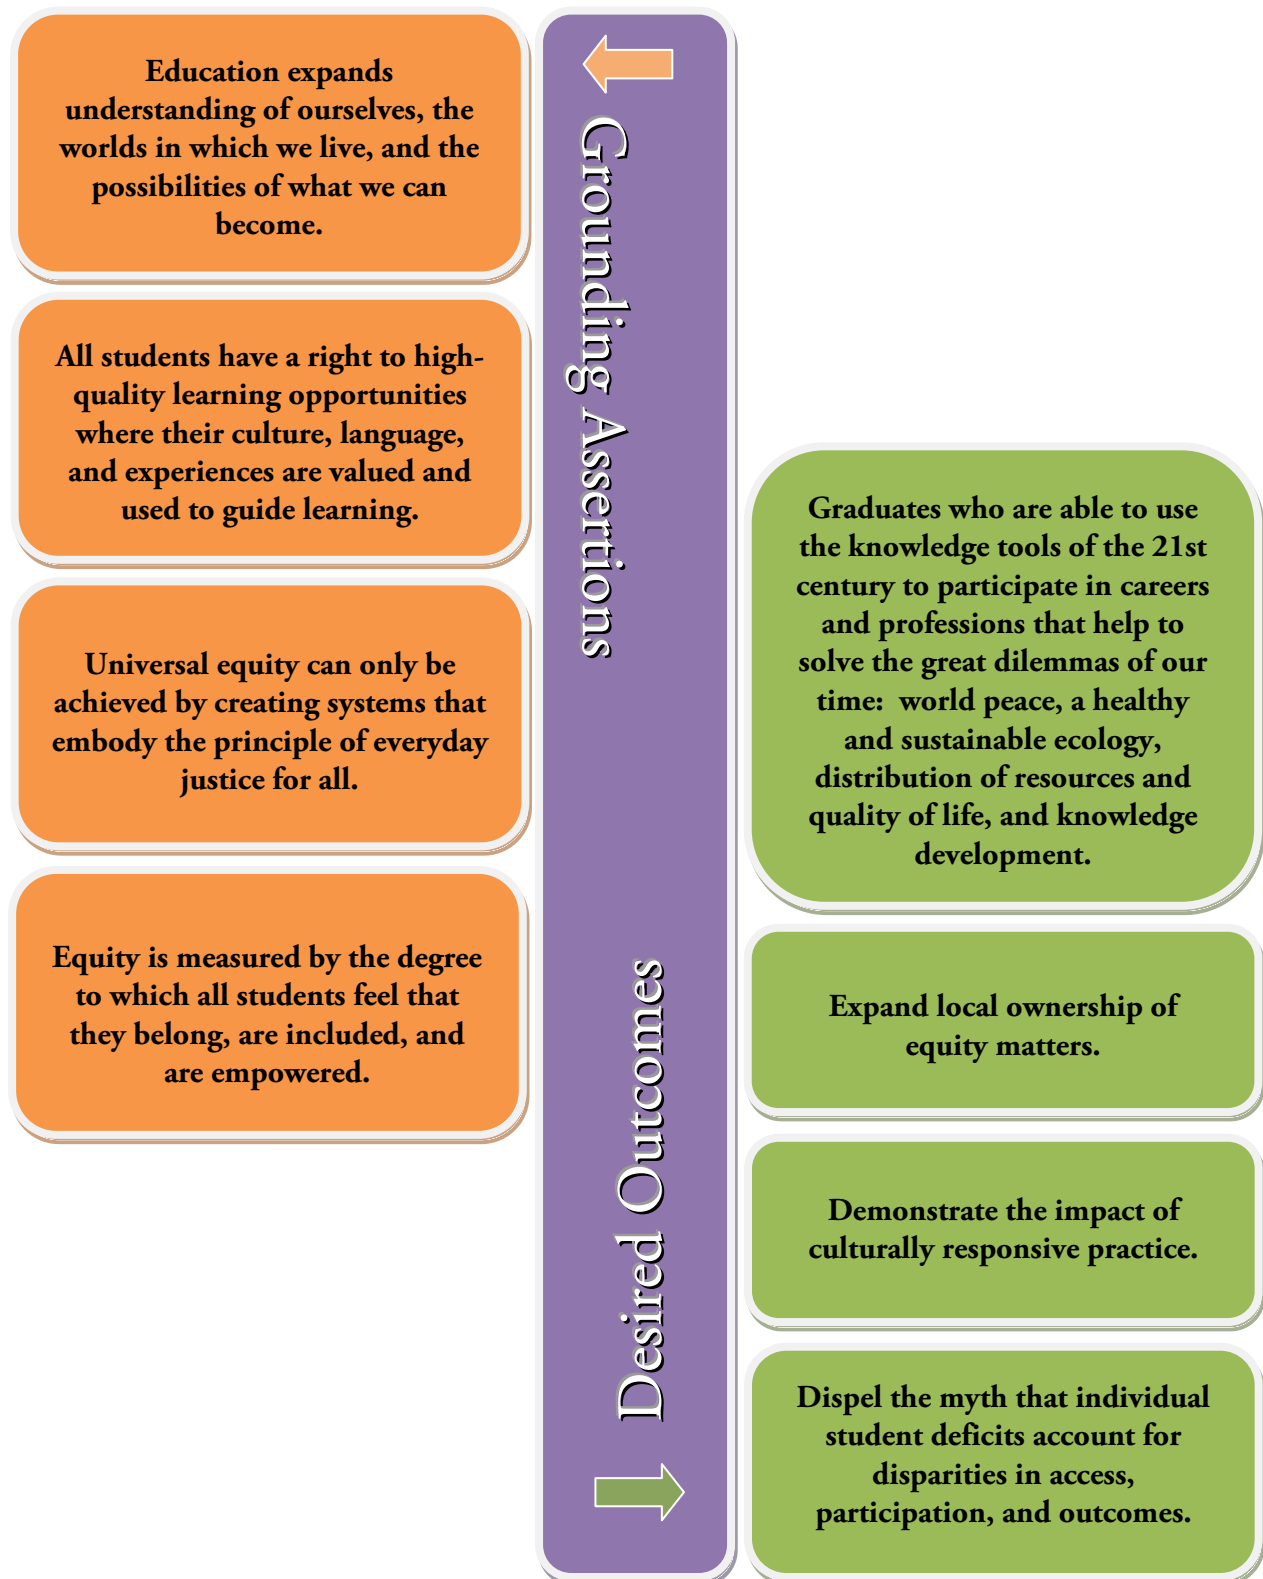 Education expands
understanding of ourselves, the
worlds in which we live, and the
possibilities of what we can
become.
All students have a right to high-
quality learning opportunities
where their culture, language,
and experiences are valued and
used to guide learning.
Universal equity can only be
achieved by creating systems that
embody the principle of everyday
justice for all.
Equity is measured by the degree
to which all students feel that
they belong, are included, and
are empowered.
Grounding Assertions
Desired Outcomes
Graduates who are able to use
the knowledge tools of the 21st
century to participate in careers
and professions that help to
solve the great dilemmas of our
time:  world peace, a healthy
and sustainable ecology,
distribution of resources and
quality of life, and knowledge
development.
Expand local ownership of
equity matters.
Demonstrate the impact of
culturally responsive practice.
Dispel the myth that individual
student deficits account for
disparities in access,
participation, and outcomes.